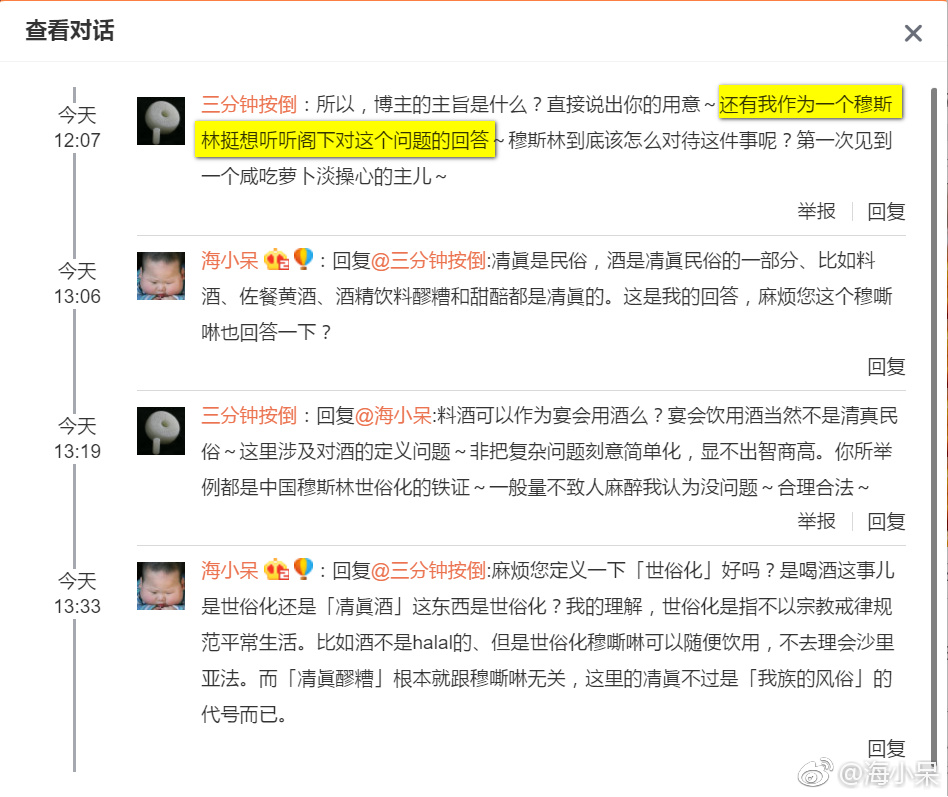 查看对话
今天
12:07
三分钟按倒：所以，博主的主旨是什么？直接说出你的用意～还有我作为一个穆斯
林挺想听听阁下对这个问题的回答～穆斯林到底该怎么对待这件事呢？第一次见到
一个咸吃萝卜淡操心的主儿～
举报 回复
今天
13:06
海小呆：回复@三分钟按倒:清眞是民俗，酒是凊眞民俗的一部分、比如料
酒、佐餐黄酒、酒精饮料醪糟和甜醅都是凊眞的。这是我的回答，麻烦您这个穆嘶
啉也回答一下？
回复
今天
13:19
三分钟按倒：回复@海小呆:料酒可以作为宴会用酒么？宴会饮用酒当然不是清真民
俗～这里涉及对酒的定义问题～非把复杂问题刻意简单化，显不出智商高。你所举
例都是中国穆斯林世俗化的铁证～一般量不致人麻醉我认为没问题～合理合法～
举报 回复
今天
13:33
海小呆：回复@三分钟按倒:麻烦您定义一下「世俗化」好吗？是喝酒这事儿
是世俗化还是「凊眞酒」这东西是世俗化？我的理解，世俗化是指不以宗教戒律规
范平常生活。比如酒不是halal的、但是世俗化穆嘶啉可以随便饮用，不去理会沙里
亚法。而「凊眞醪糟」根本就跟穆嘶啉无关，这里的凊眞不过是「我族的风俗」的
代号而已。
回复
@海小呆